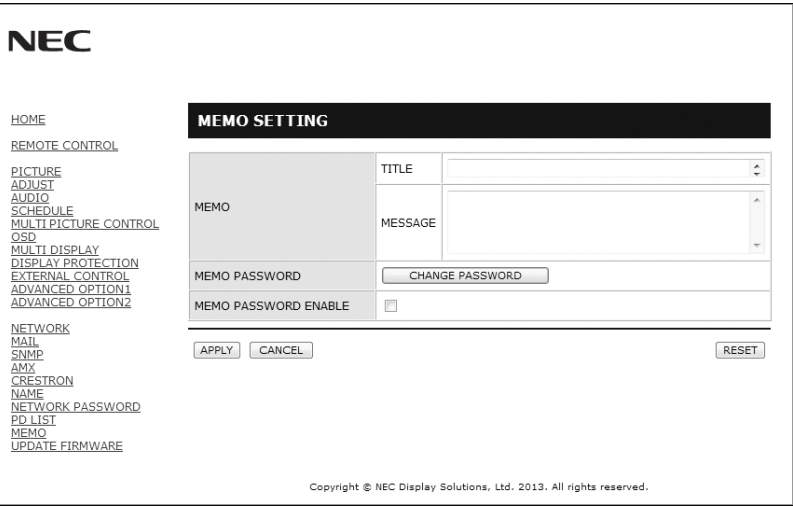 NEC
HOME
REMOTE CONTROL
PICTURE
ADJUST
AUDIO
SCHEDULE
MULTI PICTURE CONTROL
OSD
MULTI DISPLAY
DISPLAY PROTECTION
EXTERNAL CONTROL
ADVANCED OPTION1
ADVANCED OPTION2
NETWORK
MAIL
SNMP
AMX
CRESTRON
NAME
NETWORK PASSWORD
PD LIST
MEMO
UPDATE FIRMWARE
MEMO SETTING
MEMO
TITLE
MESSAGE
MEMO PASSWORD CHANGE PASSWORD
MEMO PASSWORD ENABLE
APPLY CANCEL RESET
Copyright © NEC Display Solutions, Ltd. 2013. All rights reserved.